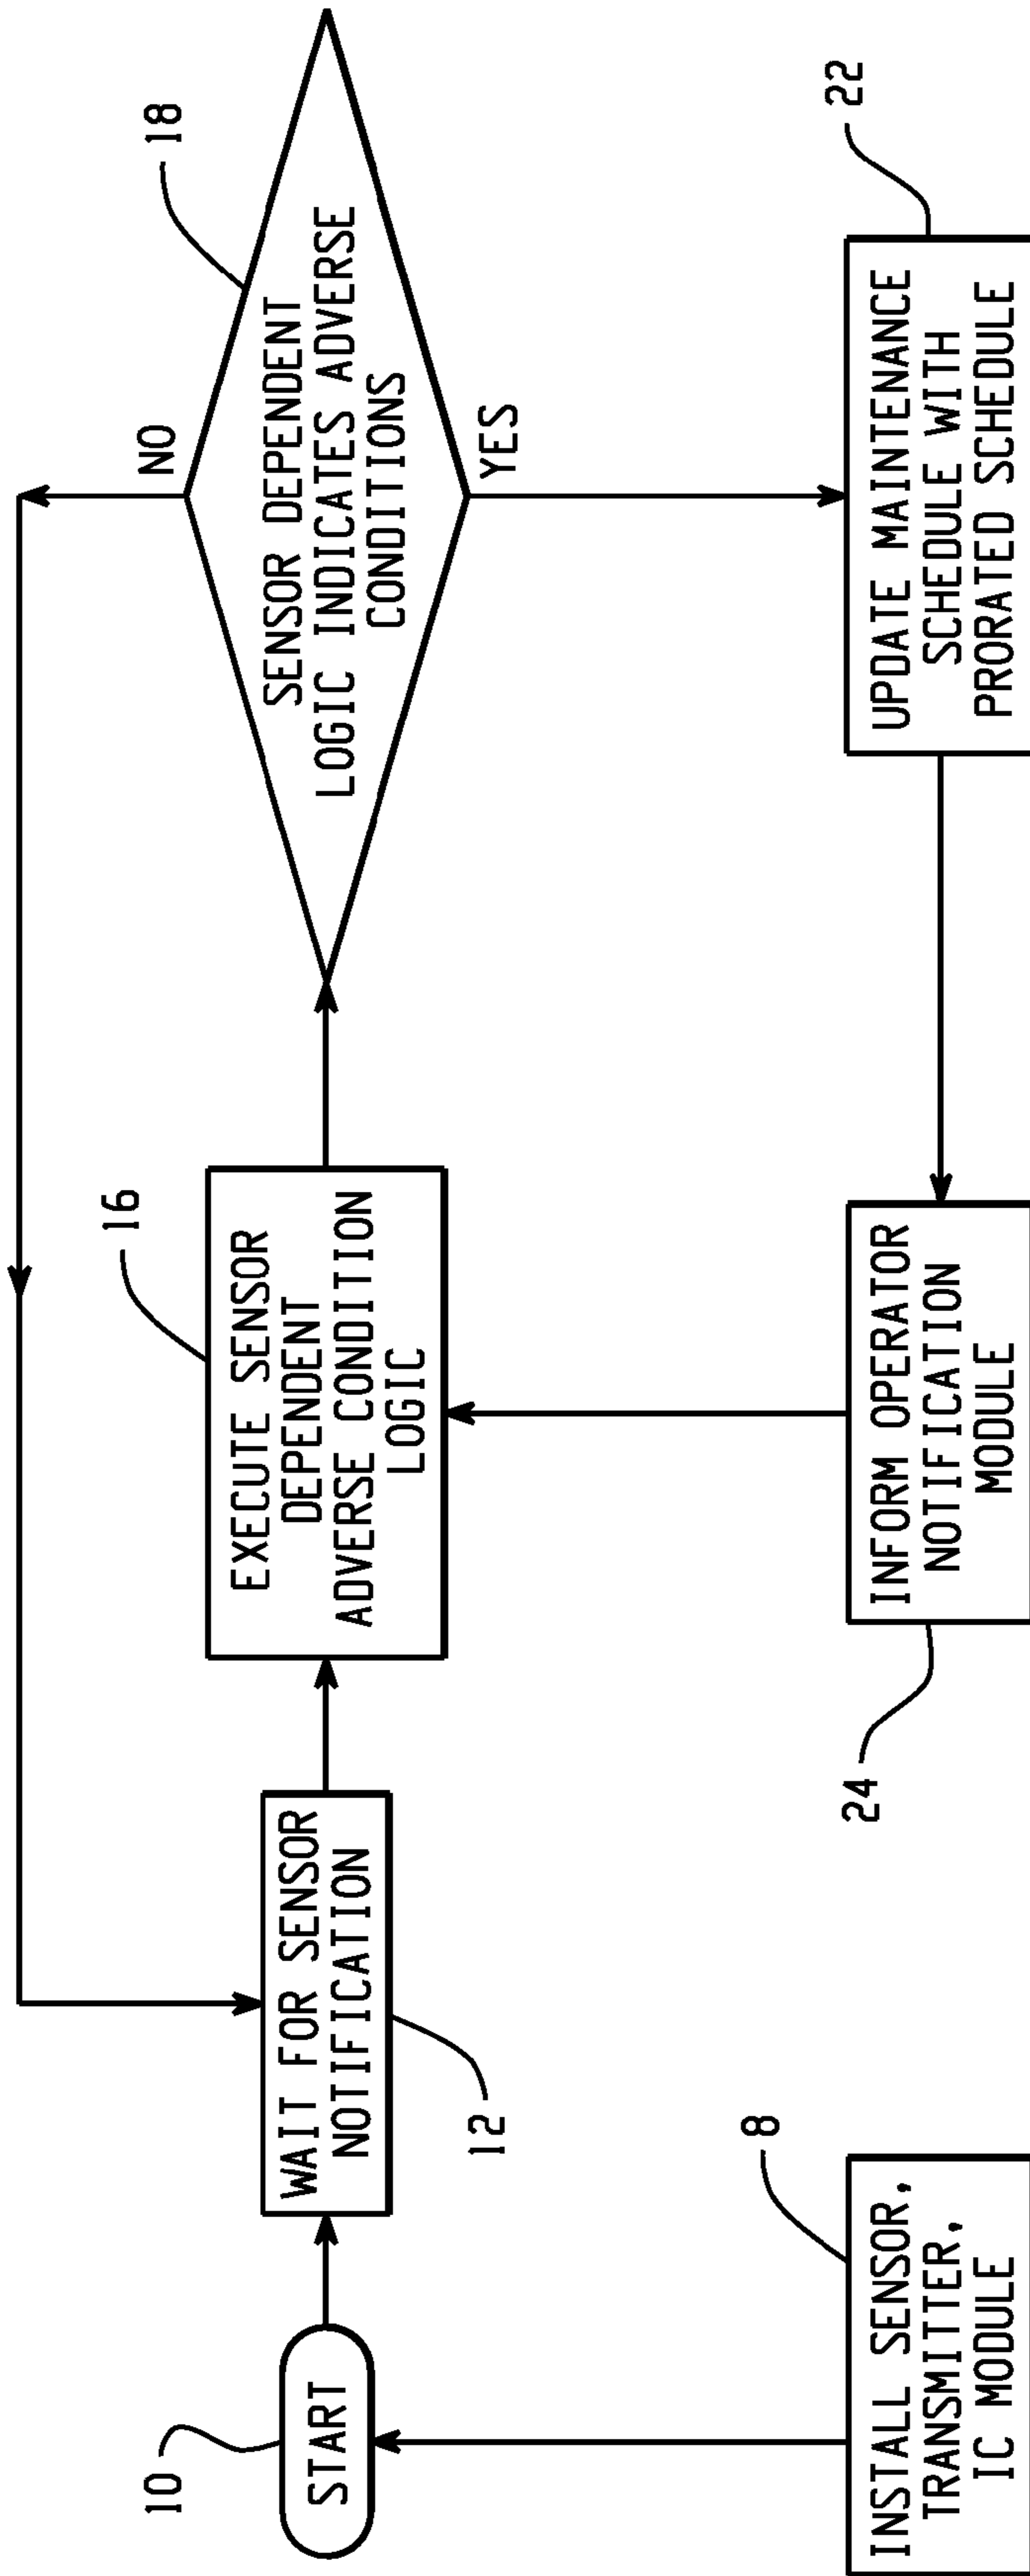 10
START
WAIT FOR SENSOR
NOTIFICATION
12
16
EXECUTE SENSOR
DEPENDENT
ADVERSE CONDITION
LOGIC
18
SENSOR DEPENDENT
LOGIC INDICATES ADVERSE
CONDITIONS
NO
YES
8
INSTALL SENSOR,
TRANSMITTER,
IC MODULE
24
INFORM OPERATOR
NOTIFICATION
MODULE
22
UPDATE MAINTENANCE
SCHEDULE WITH
PRORATED SCHEDULE